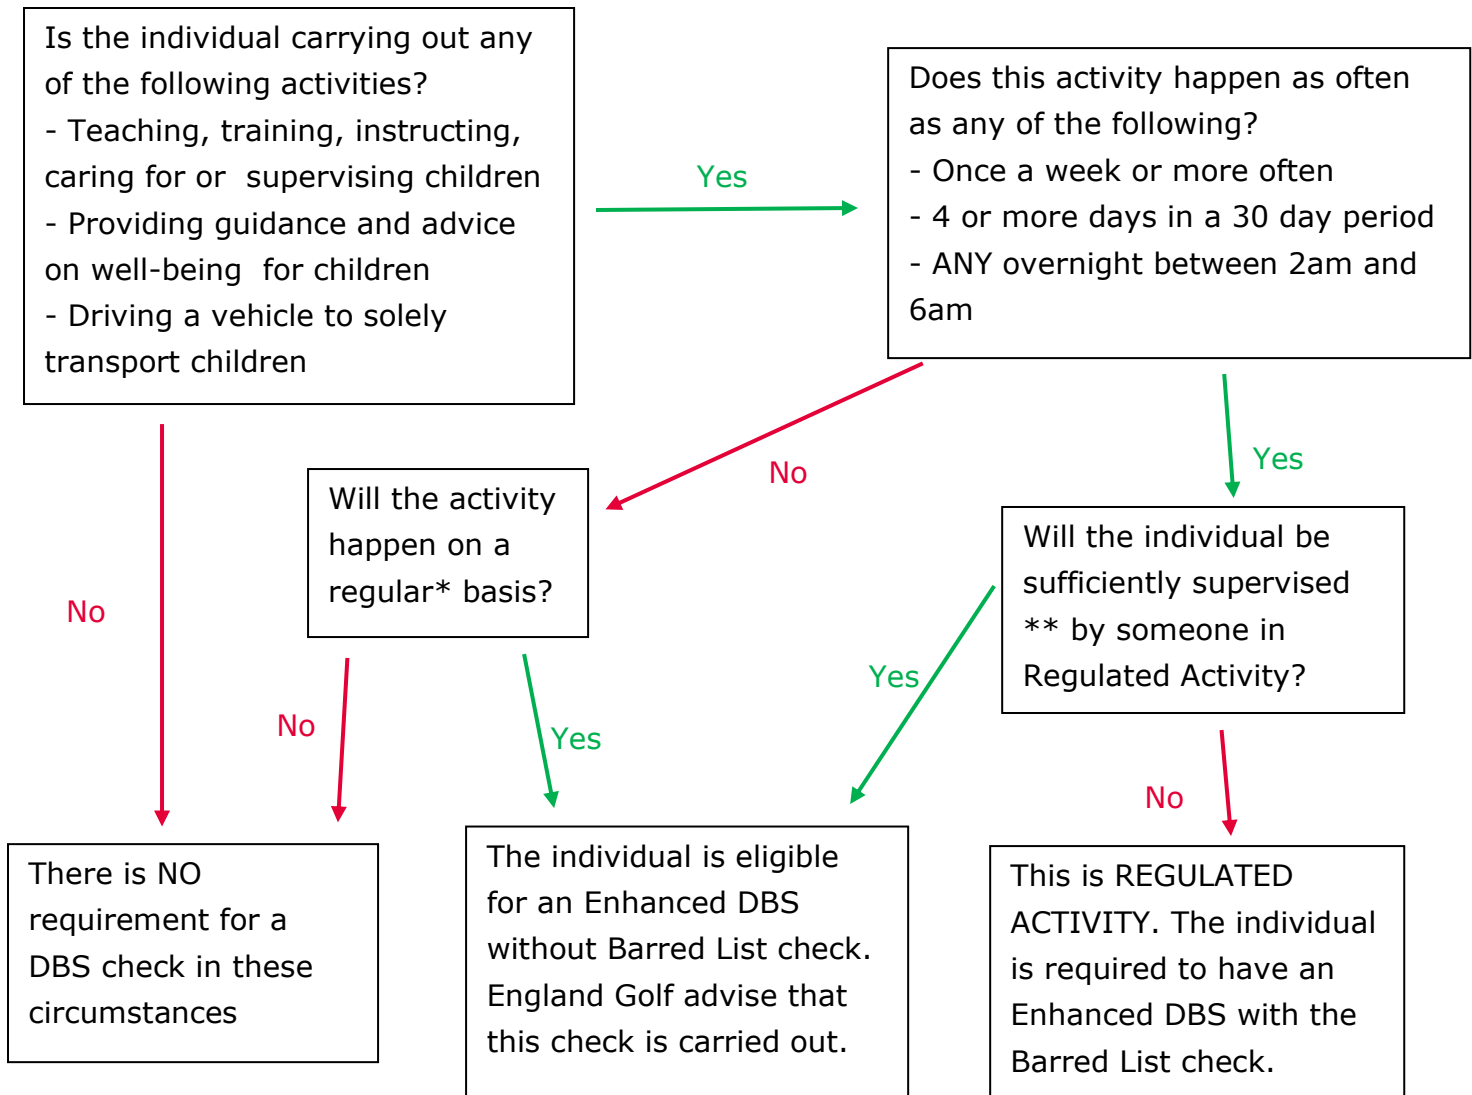 Is the individual carrying out any
of the following activities?
- Teaching, training, instructing,
caring for or  supervising children
- Providing guidance and advice
on well-being  for children
- Driving a vehicle to solely
transport children
Yes
Does this activity happen as often
as any of the following?
- Once a week or more often
- 4 or more days in a 30 day period
- ANY overnight between 2am and
6am
No
Yes
Will the activity
happen on a
regular* basis?
Will the individual be
sufficiently supervised
** by someone in
Regulated Activity?
No
Yes
No
Yes
No
There is NO
requirement for a
DBS check in these
circumstances
The individual is eligible
for an Enhanced DBS
without Barred List check.
England Golf advise that
this check is carried out.
This is REGULATED
ACTIVITY. The individual
is required to have an
Enhanced DBS with the
Barred List check.